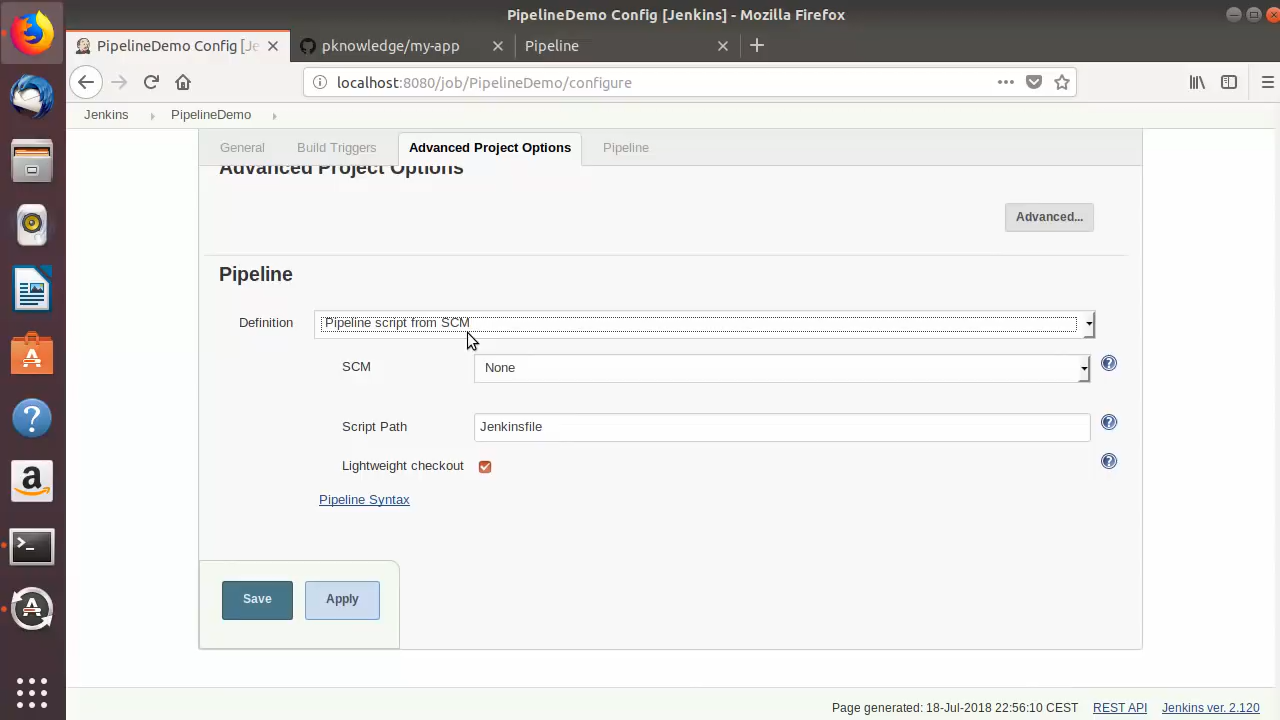 PipelineDemo Config [Jenkins] - Mozilla Firefox
PipelineDemo Config [Je
pknowledge/my-app
Pipeline
localhost:8080/job/PipelineDemo/configure
Jenkins
PipelineDemo
General
Build Triggers
Advanced Project Options
Pipeline
Advanced Project Options
Advanced...
Pipeline
Definition
Pipeline script from SCM
SCM
None
Script Path
Jenkinsfile
Lightweight checkout
Pipeline Syntax
Save
Apply
Page generated: 18-Jul-2018 22:56:10 CEST
REST API
Jenkins ver. 2.120